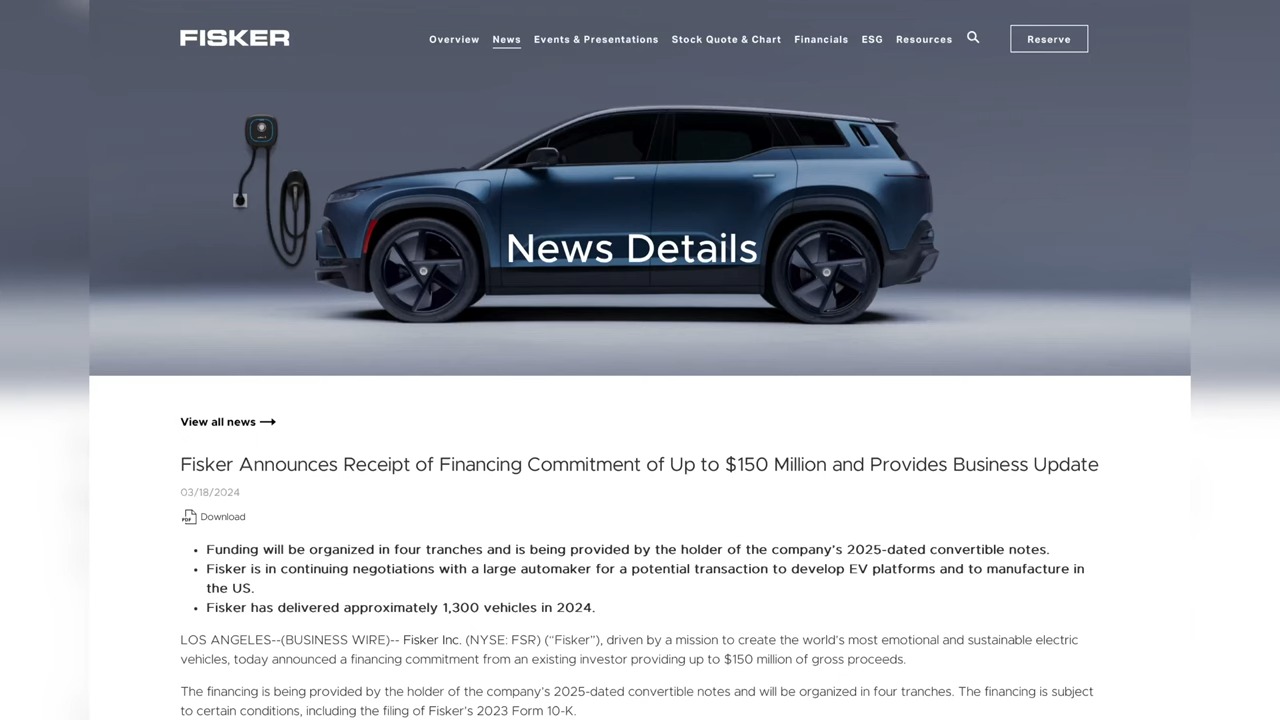 FISKER
Overview News Events & Presentations Stock Quote & Chart Financials ESG Resources Reserve
News Details
View all news
Fisker Announces Receipt of Financing Commitment of Up to $150 Million and Provides Business Update
03/18/2024
PDF Download
• Funding will be organized in four tranches and is being provided by the holder of the company's 2025-dated convertible notes.
• Fisker is in continuing negotiations with a large automaker for a potential transaction to develop EV platforms and to manufacture in
the US.
• Fisker has delivered approximately 1,300 vehicles in 2024.
LOS ANGELES--(BUSINESS WIRE)-- Fisker Inc. (NYSE: FSR) (“Fisker”), driven by a mission to create the world's most emotional and sustainable electric
vehicles, today announced a financing commitment from an existing investor providing up to $150 million of gross proceeds.
The financing is being provided by the holder of the company's 2025-dated convertible notes and will be organized in four tranches. The financing is subject
to certain conditions, including the filing of Fisker's 2023 Form 10-K.